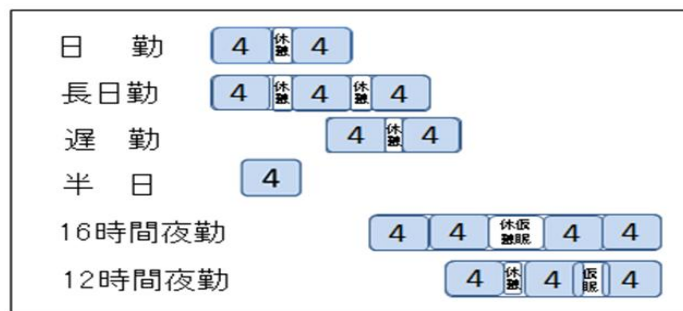 日 勤 4 休憩 4
長日勤 4 休憩 4 休憩 4
遅 勤 4 休憩 4
半 日 4
16時間夜勤 4 4 休憩仮眠 4 4
12時間夜勤 4 休憩 4 仮眠 4